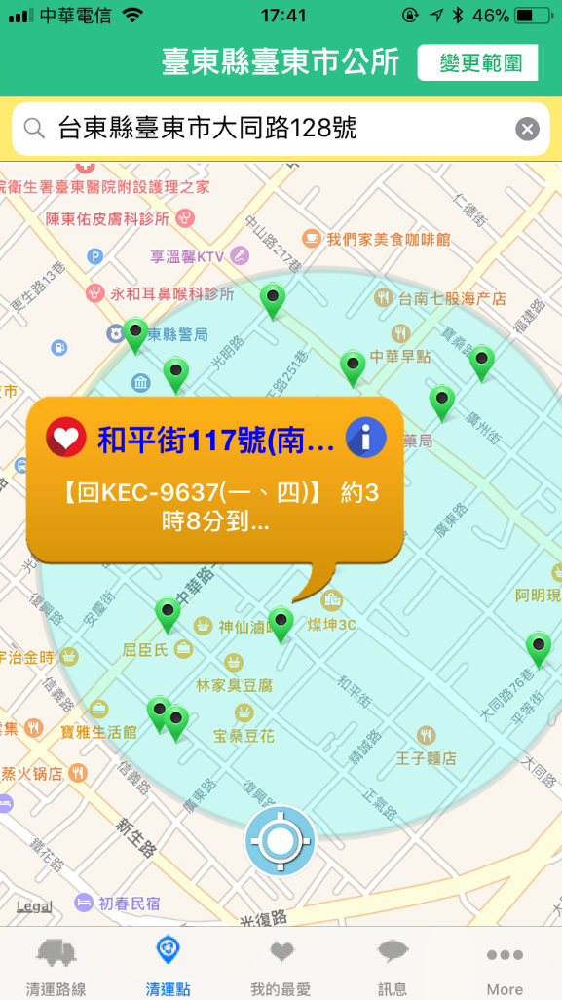 中華電信
17:41
46%
臺東縣臺東市公所
變更範圍
台東縣臺東市大同路128號
院衛生署臺東醫院附設護理之家
陳東佑皮膚科診所
仁德街
中山路217巷
我們家美食咖啡館
P
享溫馨KTV
更生路13巷
永和耳鼻喉科診所
台南七股海产店
福建路
東縣警局
光明路
寶桑路
中華早點
正路251巷
廣州街
藥局
和平街117號(南...
i
【回KEC-9637(一、四)】 約3
時8分到...
廣東路
中華路一
阿明現
復興路
安慶街
神仙滷味
燦坤3C
屈臣氏
宇治金時
林家臭豆腐
大同路76巷
信義路
和平街
平等街
寶雅生活館
宝桑豆花
精誠路
王子麵店
蒸火锅店
信義路
大同路
廣東路
復興路
正氣路
新生路
鐵花路
Legal
初春民宿
光復路
清運路線
清運點
我的最愛
訊息
More